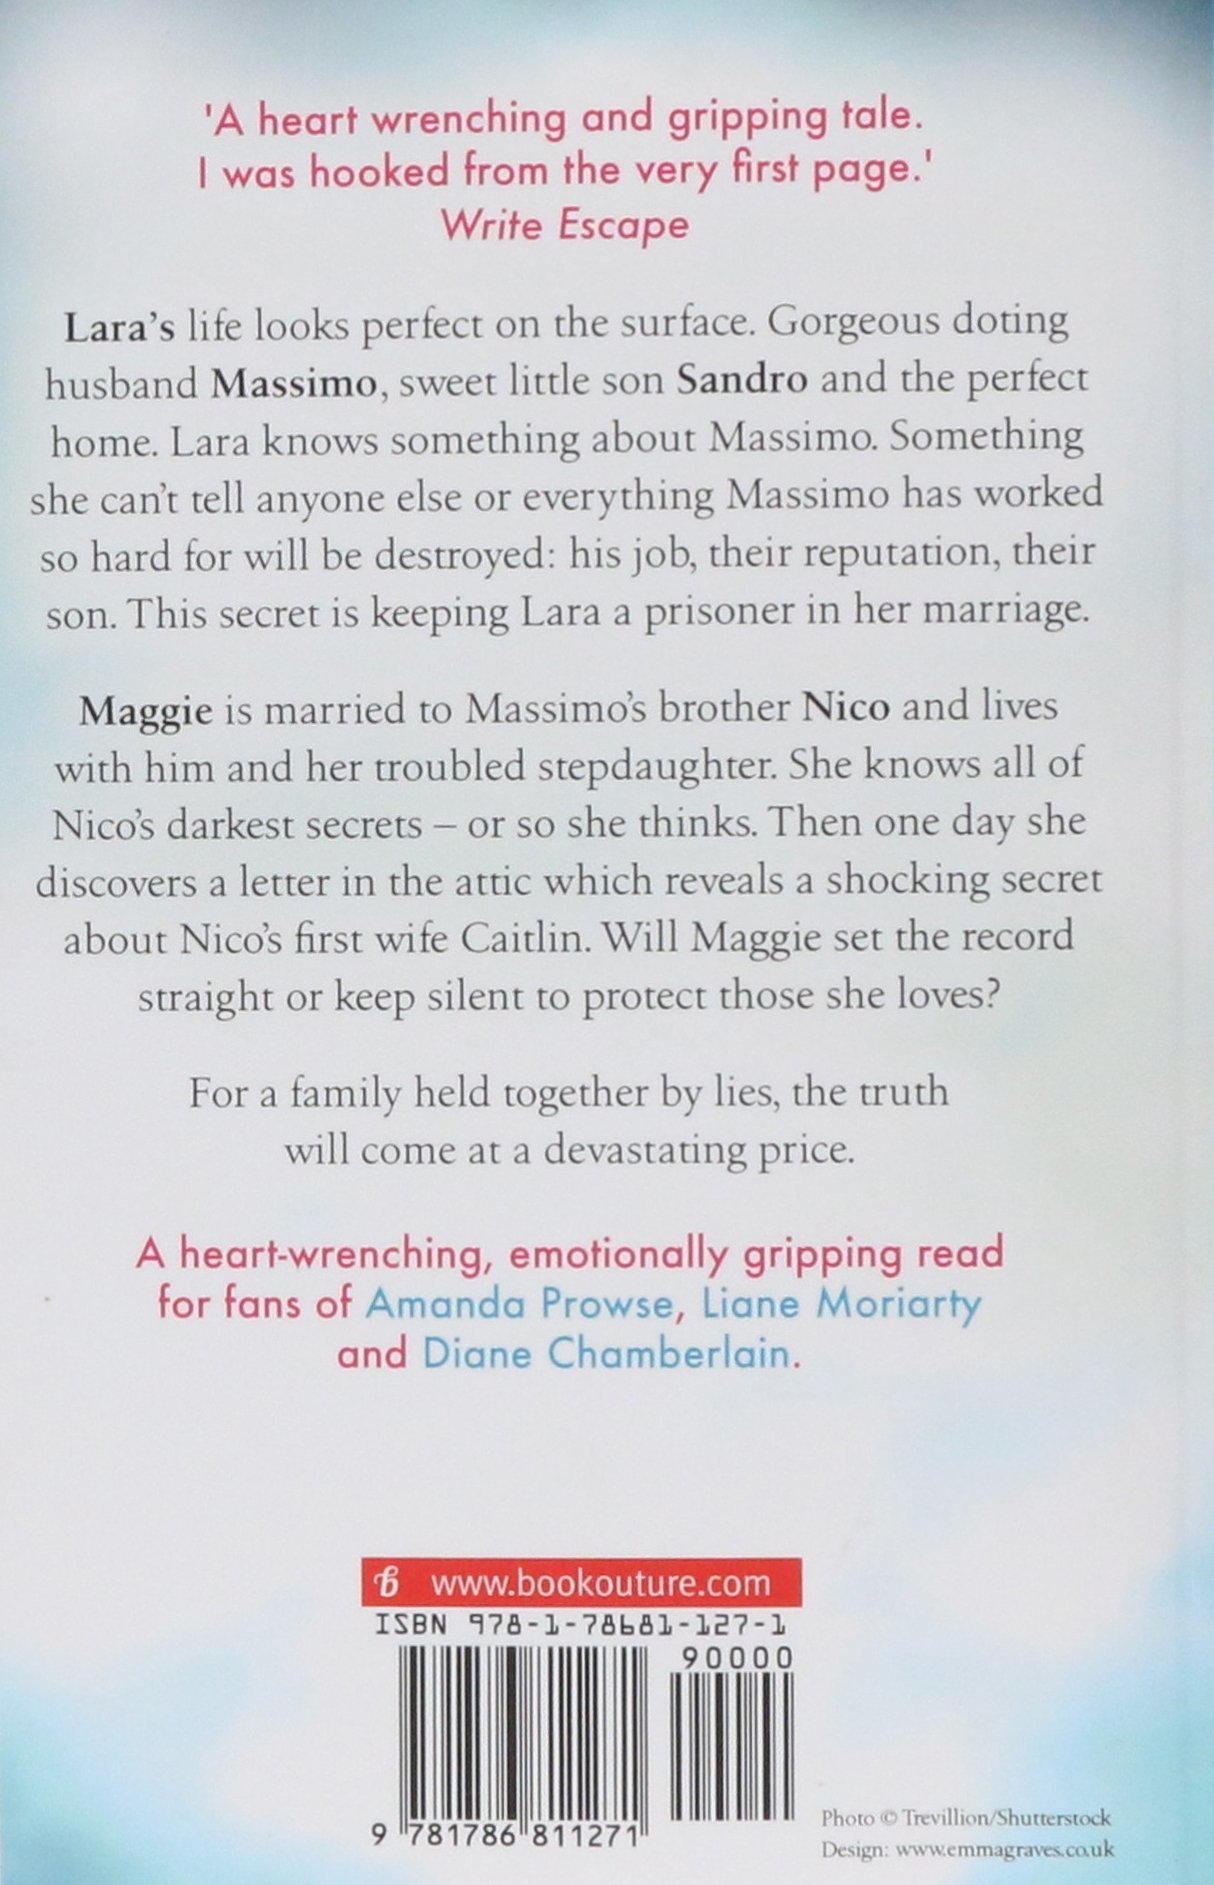 'A heart wrenching and gripping tale.
I was hooked from the very first page.'
Write Escape
Lara's life looks perfect on the surface. Gorgeous doting
husband Massimo, sweet little son Sandro and the perfect
home. Lara knows something about Massimo. Something
she can't tell anyone else or everything Massimo has worked
so hard for will be destroyed: his job, their reputation, their
son. This secret is keeping Lara a prisoner in her marriage.
Maggie is married to Massimo's brother Nico and lives
with him and her troubled stepdaughter. She knows all of
Nico's darkest secrets – or so she thinks. Then one day she
discovers a letter in the attic which reveals a shocking secret
about Nico's first wife Caitlin. Will Maggie set the record
straight or keep silent to protect those she loves?
For a family held together by lies, the truth
will come at a devastating price.
A heart-wrenching, emotionally gripping read
for fans of Amanda Prowse, Liane Moriarty
and Diane Chamberlain.
b www.bookouture.com
ISBN 978-1-78681-127-1
90000
9 781786 811271
Photo © Trevillion/Shutterstock
Design: www.emmagraves.co.uk